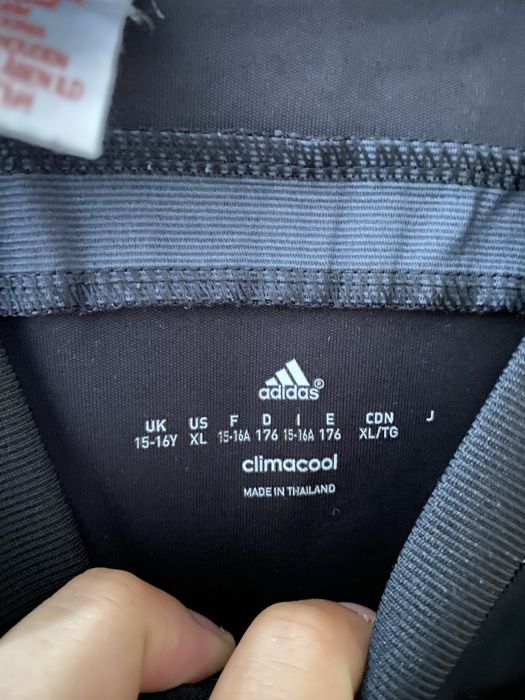 adidas®
UK US F D I E CDN J
15-16Y XL 15-16A 176 15-16A 176 XL/TG
climacool
MADE IN THAILAND